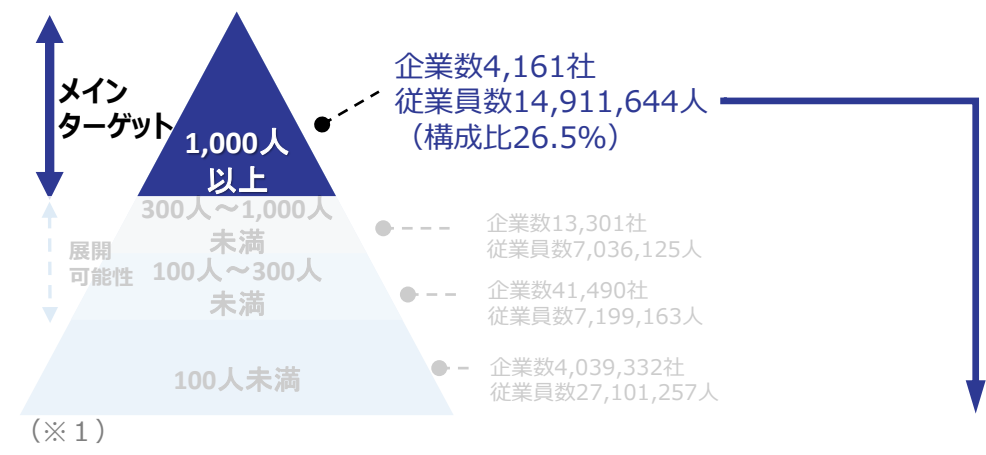 メイン
ターゲット
1,000人
以上
企業数4,161社
従業員数14,911,644人
（構成比26.5%）
展開
可能性
300人～1,000人
未満
企業数13,301社
従業員数7,036,125人
100人～300人
未満
企業数41,490社
従業員数7,199,163人
100人未満
企業数4,039,332社
従業員数27,101,257人
（※１）